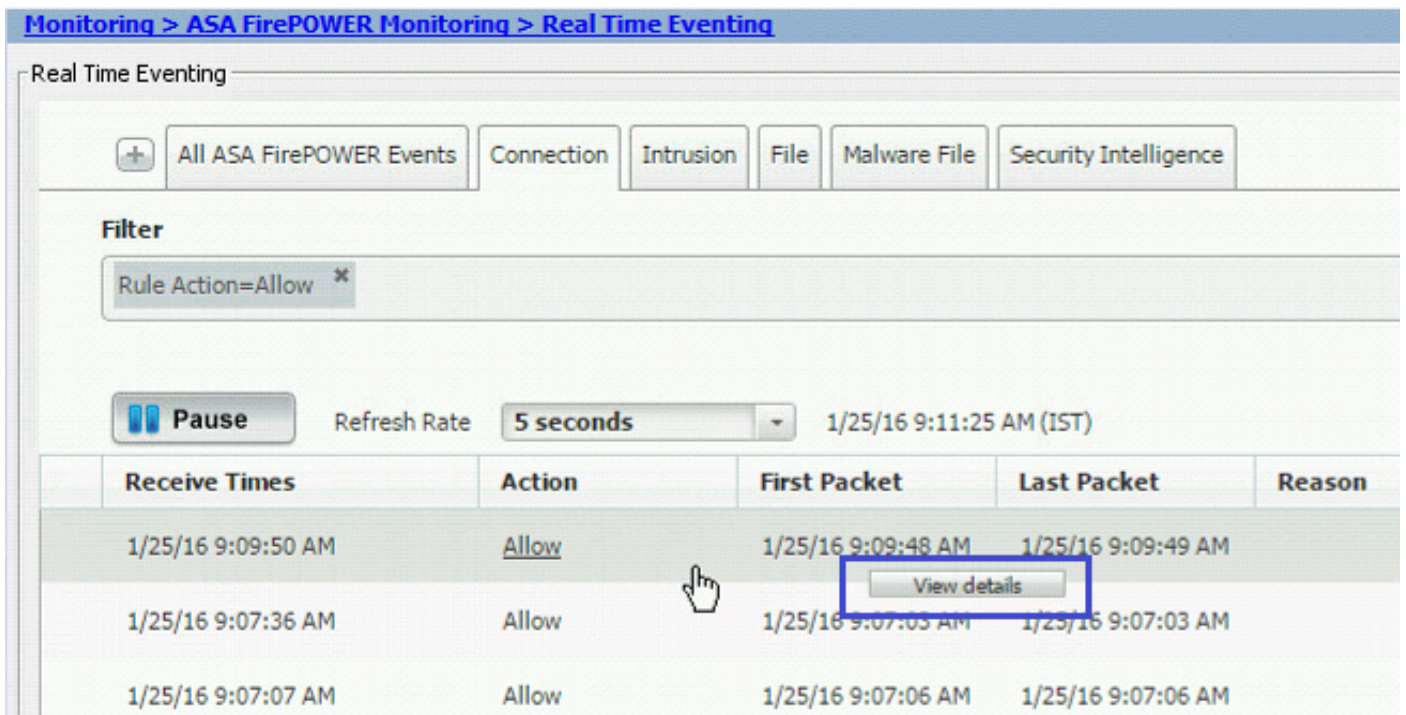 Monitoring > ASA FirePOWER Monitoring > Real Time Eventing
Real Time Eventing
+ All ASA FirePOWER Events Connection Intrusion File Malware File Security Intelligence
Filter
Rule Action=Allow ×
Pause Refresh Rate 5 seconds 1/25/16 9:11:25 AM (IST)
Receive Times Action First Packet Last Packet Reason
1/25/16 9:09:50 AM Allow 1/25/16 9:09:48 AM 1/25/16 9:09:49 AM
View details
1/25/16 9:07:36 AM Allow 1/25/16 9:07:03 AM 1/25/16 9:07:03 AM
1/25/16 9:07:07 AM Allow 1/25/16 9:07:06 AM 1/25/16 9:07:06 AM